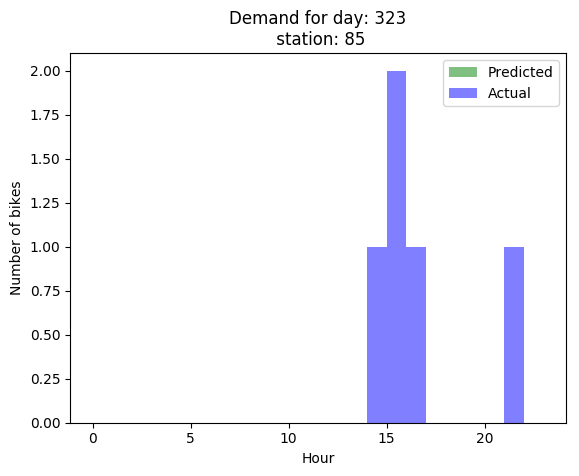 Demand for day: 323
station: 85
Predicted
Actual
Number of bikes
2.00
1.75
1.50
1.25
1.00
0.75
0.50
0.25
0.00
0 5 10 15 20
Hour